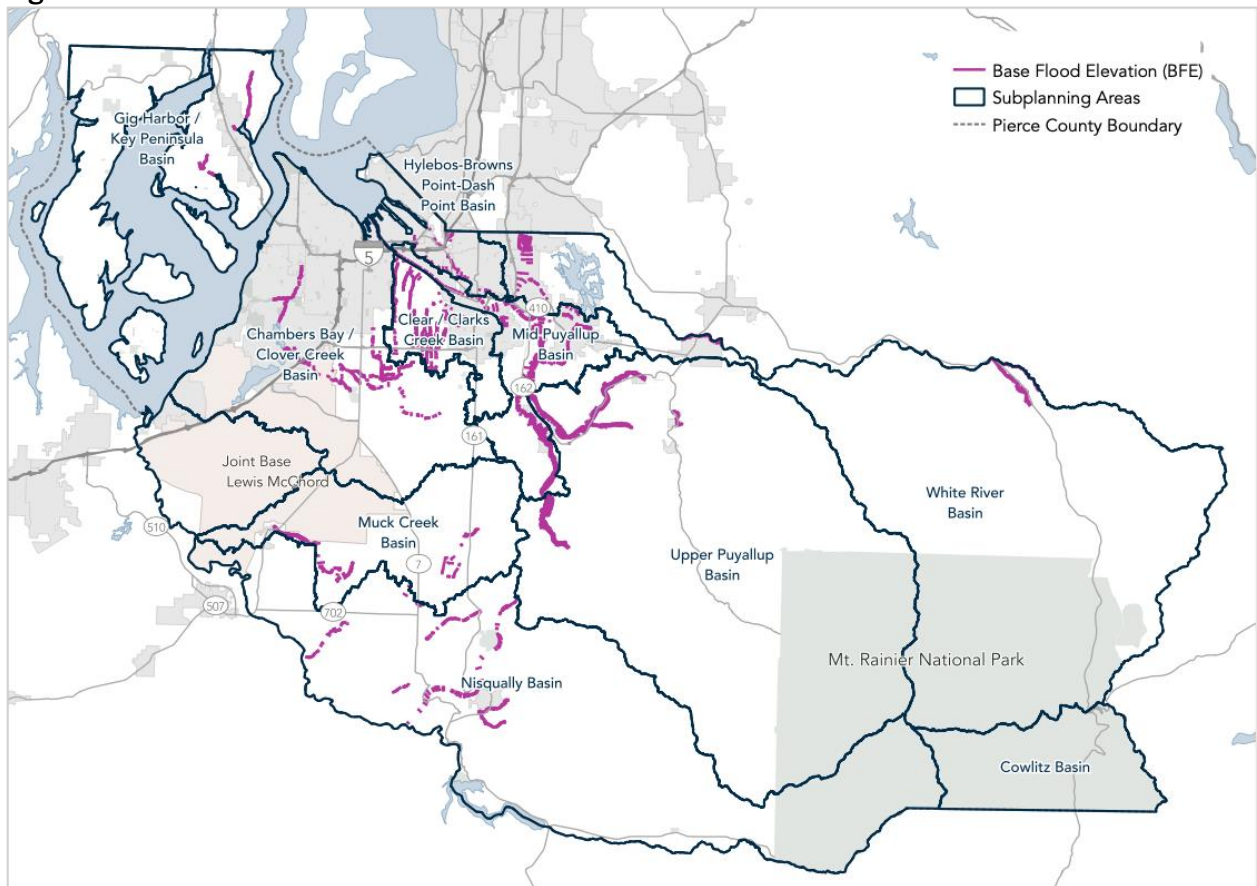 Base Flood Elevation (BFE)
Subplanning Areas
Pierce County Boundary
Gig Harbor /
Key Peninsula
Basin
Hylebos-Browns
Point-Dash
Point Basin
5
410
Clear / Clarks
Creek Basin
Mid Puyallup
Basin
Chambers Bay /
Clover Creek
Basin
162
161
Joint Base
Lewis McChord
White River
Basin
510
Muck Creek
Basin
7
Upper Puyallup
Basin
507
702
Mt. Rainier National Park
Nisqually Basin
Cowlitz Basin